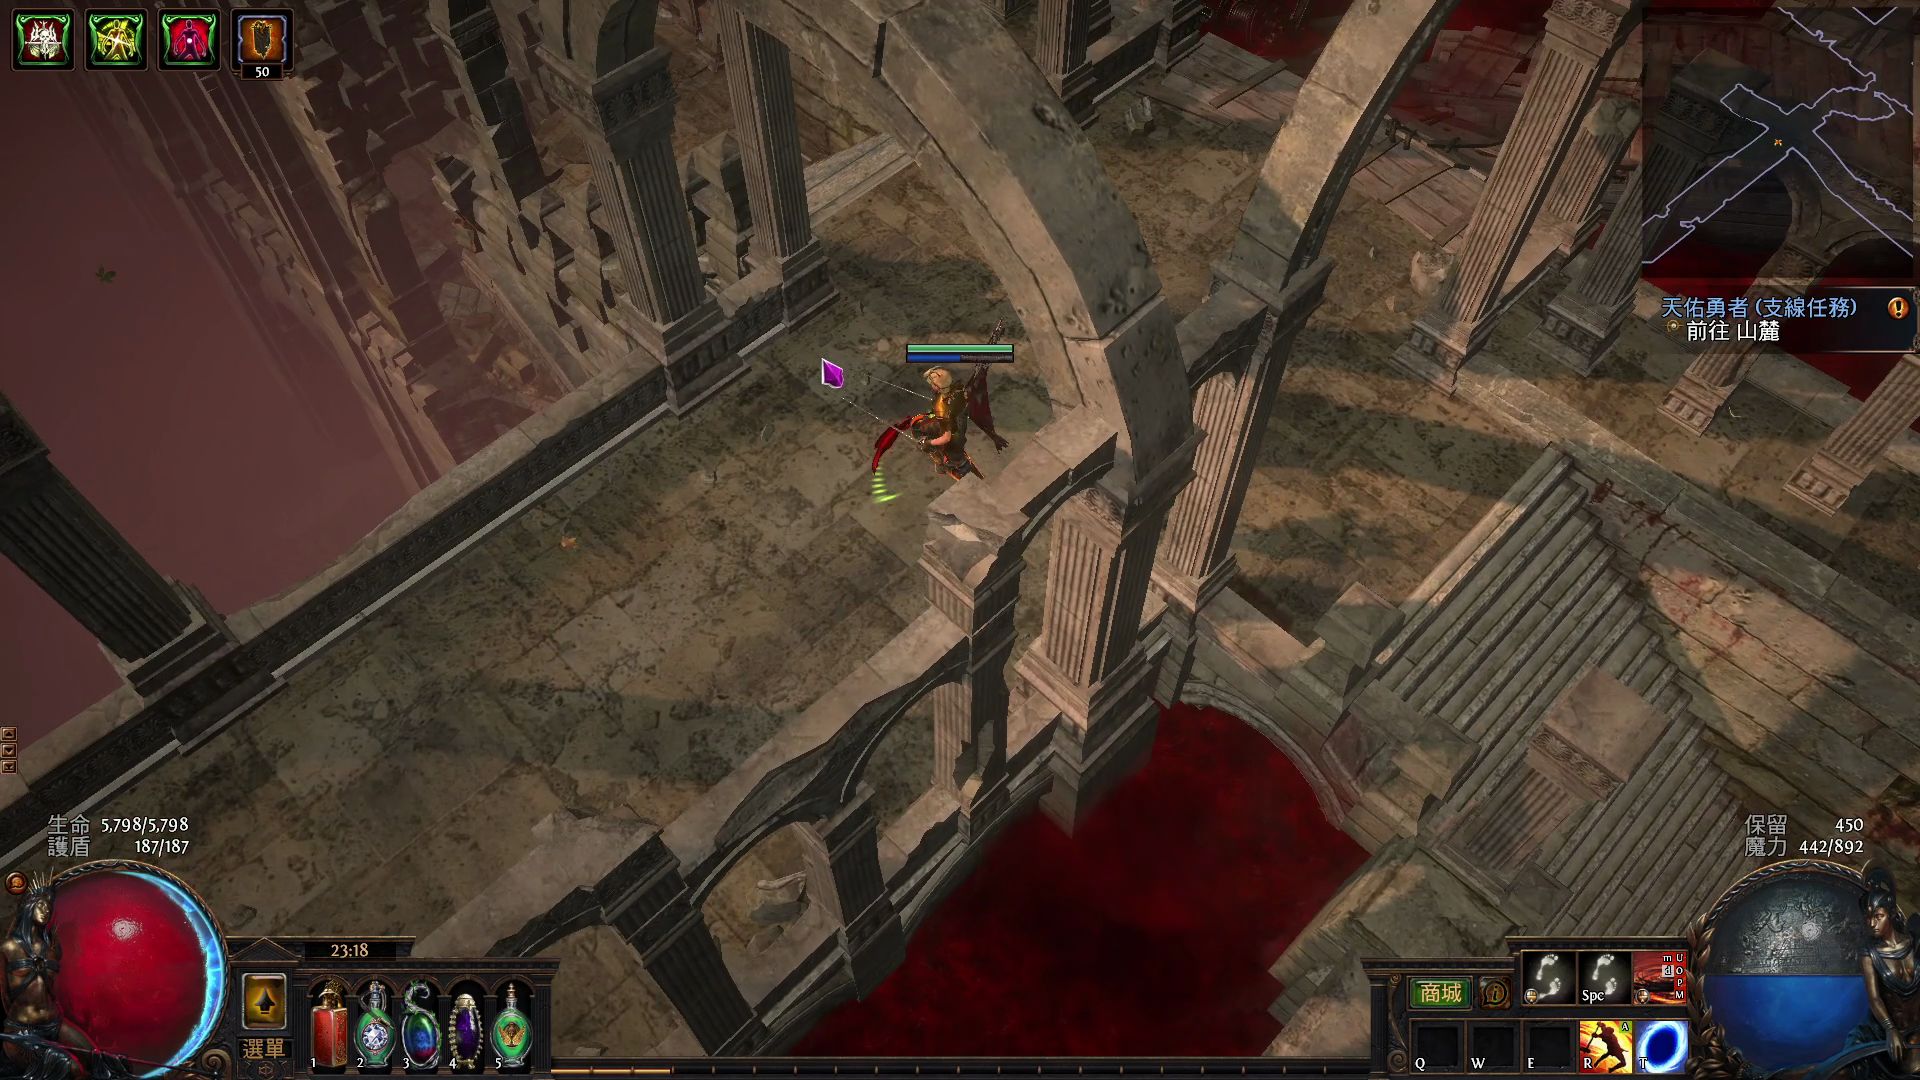 50
天佑勇者 (支線任務)
前往 山麓
生命 5,798/5,798
護盾 187/187
保留 450
魔力 442/892
23:18
選單
1 2 3 4 5
商城
Spc
m U
d O
P
M
Q W E R A T